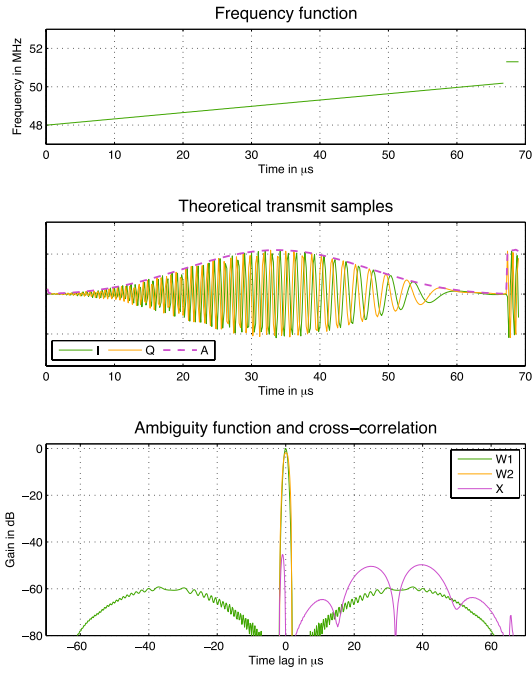 Frequency function
Frequency in MHz
52
50
48
0 10 20 30 40 50 60 70
Time in μs
Theoretical transmit samples
I Q A
0 10 20 30 40 50 60 70
Time in μs
Ambiguity function and cross−correlation
Gain in dB
0
−20
−40
−60
−80
W1
W2
X
−60 −40 −20 0 20 40 60
Time lag in μs